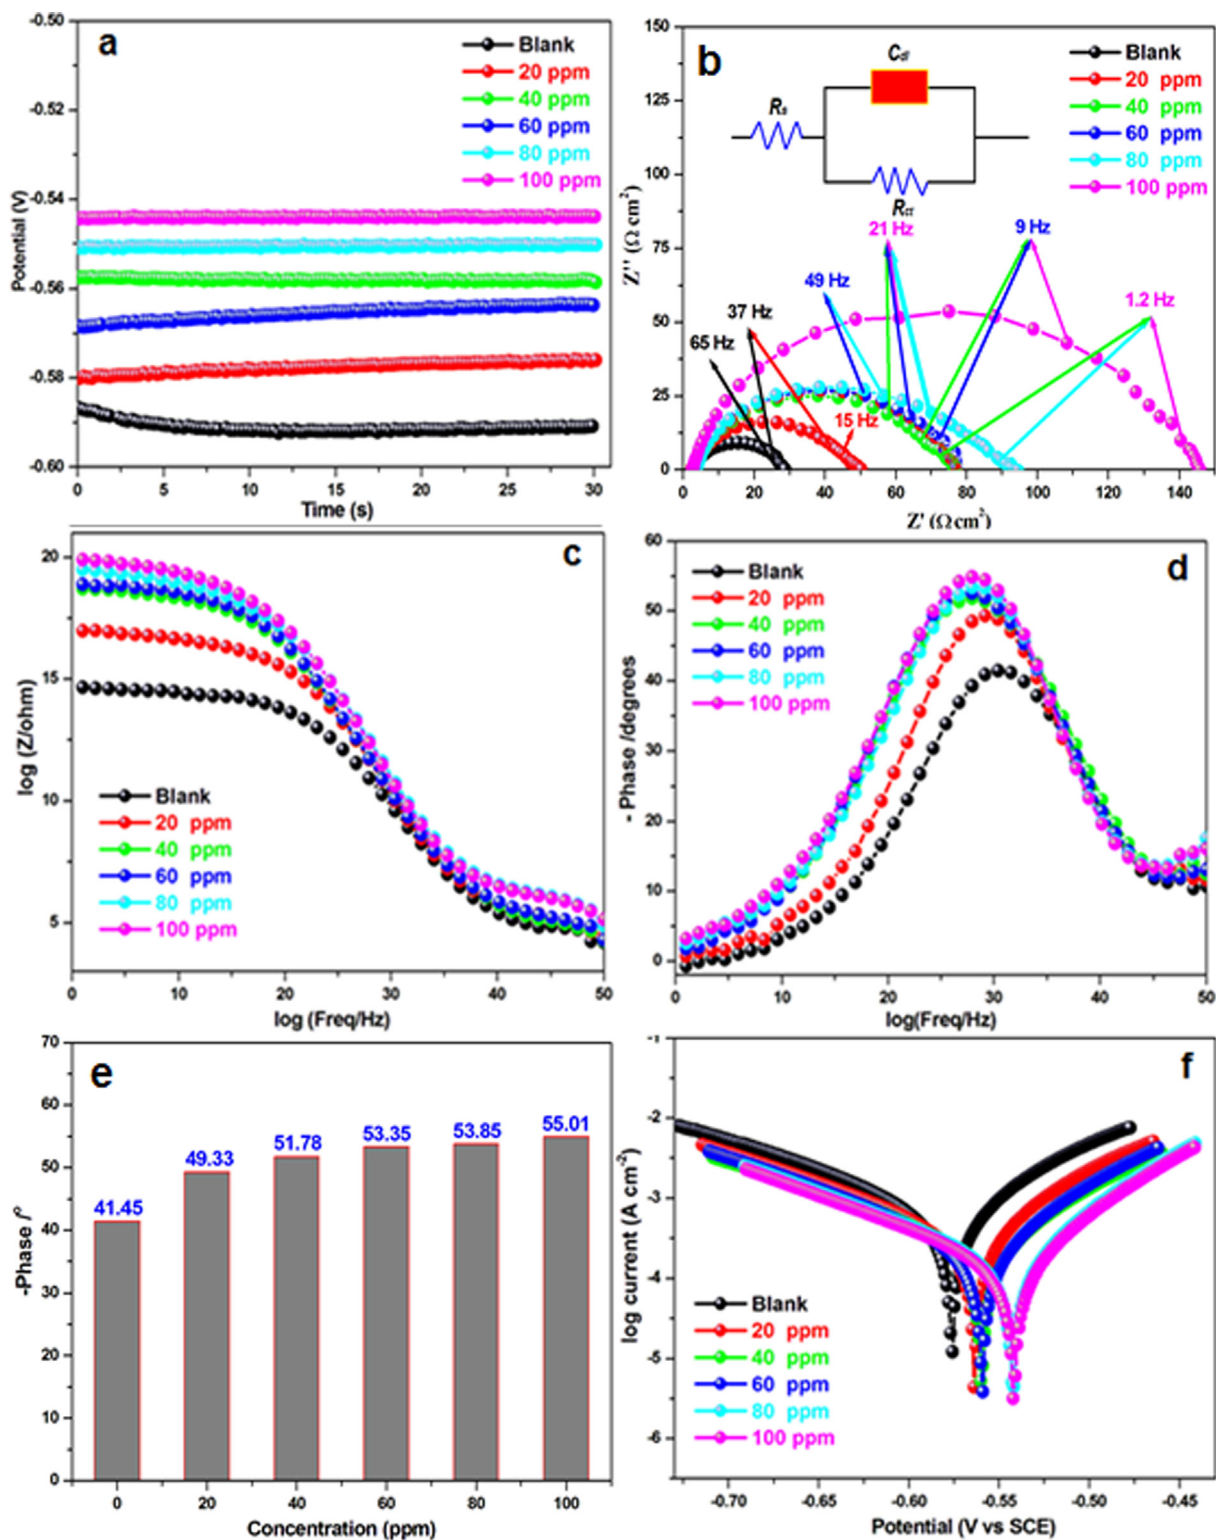 a
-0.50
-0.52
-0.54
-0.56
-0.58
-0.60
Potential (V)
Blank
20 ppm
40 ppm
60 ppm
80 ppm
100 ppm
0 5 10 15 20 25 30
Time (s)
b
150
125
100
75
50
25
0
Z'' (Ω cm²)
Rs
Cdl
Rct
Blank
20 ppm
40 ppm
60 ppm
80 ppm
100 ppm
65 Hz
37 Hz
49 Hz
21 Hz
15 Hz
9 Hz
1.2 Hz
0 20 40 60 80 100 120 140
Z' (Ω cm²)
c
20
15
10
5
log (Z/ohm)
Blank
20 ppm
40 ppm
60 ppm
80 ppm
100 ppm
0 10 20 30 40 50
log (Freq/Hz)
d
60
50
40
30
20
10
0
- Phase /degrees
Blank
20 ppm
40 ppm
60 ppm
80 ppm
100 ppm
0 10 20 30 40 50
log(Freq/Hz)
e
70
60
50
40
30
20
10
0
-Phase /°
41.45
49.33
51.78
53.35
53.85
55.01
0 20 40 60 80 100
Concentration (ppm)
f
-1
-2
-3
-4
-5
-6
log current (A cm⁻²)
Blank
20 ppm
40 ppm
60 ppm
80 ppm
100 ppm
-0.70 -0.65 -0.60 -0.55 -0.50 -0.45
Potential (V vs SCE)